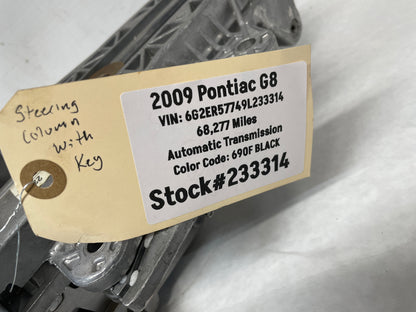 Steering
Column
With
Key
2009 Pontiac G8
VIN: 6G2ER57749L233314
68,277 Miles
Automatic Transmission
Color Code: 690F BLACK
Stock#233314